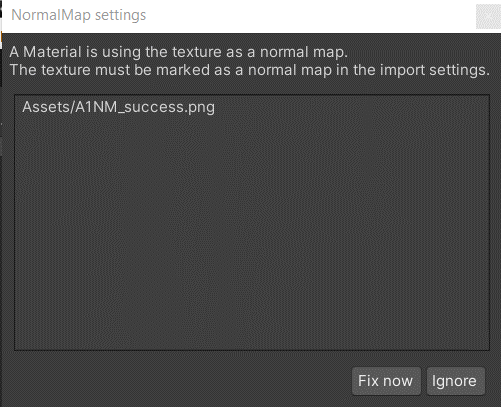 NormalMap settings
A Material is using the texture as a normal map.
The texture must be marked as a normal map in the import settings.
Assets/A1NM_success.png
Fix now
Ignore